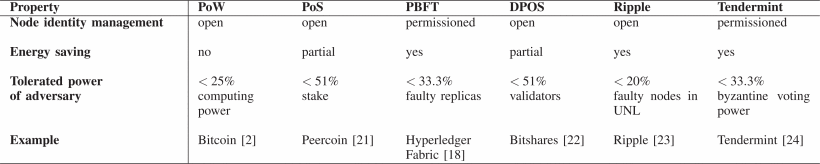 Property PoW PoS PBFT DPOS Ripple Tendermint
Node identity management open open permissioned open open permissioned
Energy saving no partial yes partial yes yes
Tolerated power < 25% < 51% < 33.3% < 51% < 20% < 33.3%
of adversary computing stake faulty replicas validators faulty nodes in byzantine voting
power UNL power
Example Bitcoin [2] Peercoin [21] Hyperledger Bitshares [22] Ripple [23] Tendermint [24]
Fabric [18]